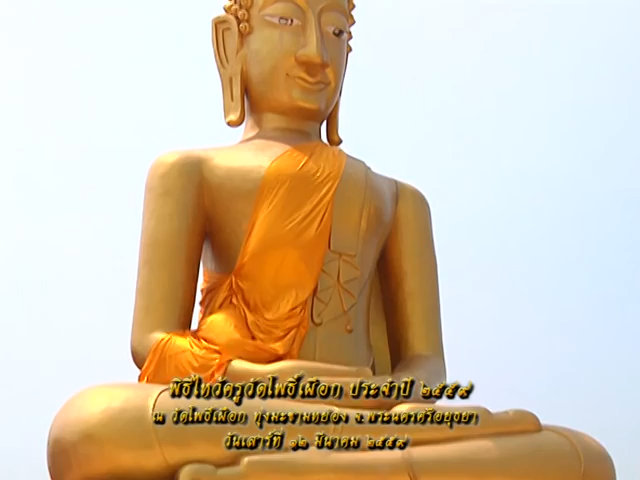 พิธีไหว้ครูวัดโพธิ์เผือก ประจำปี ๒๕๕๙
ณ วัดโพธิ์เผือก ทุ่งมะขามหย่อง จ.พระนครศรีอยุธยา
วันเสาร์ที่ ๑๒ มีนาคม ๒๕๕๙